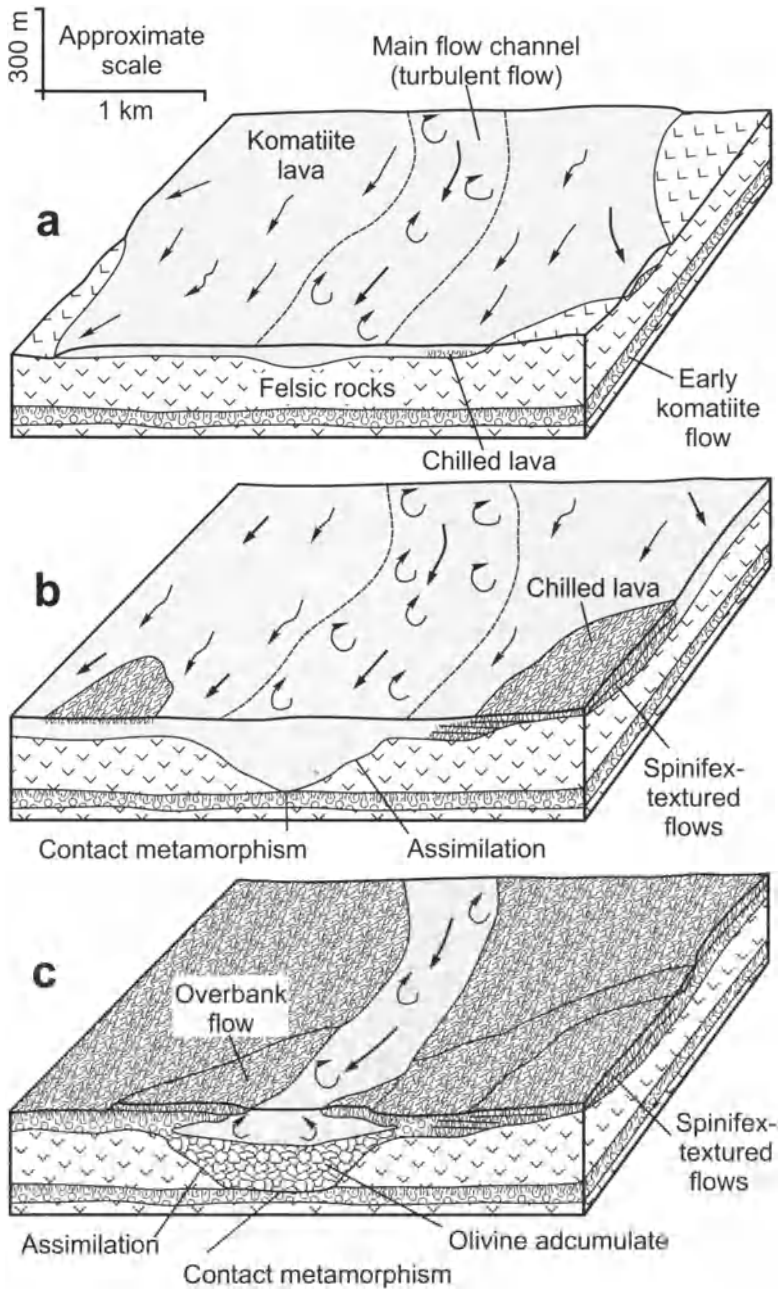 300 m
Approximate
scale
1 km
Main flow channel
(turbulent flow)
Komatiite
lava
a
Felsic rocks
Early
komatiite
flow
Chilled lava
b
Chilled lava
Spinifex-
textured
flows
Contact metamorphism
Assimilation
c
Overbank
flow
Spinifex-
textured
flows
Assimilation
Olivine adcumulate
Contact metamorphism